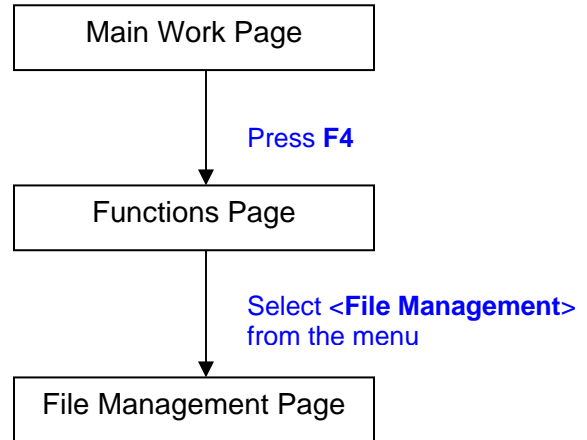 Main Work Page
Press F4
Functions Page
Select <File Management>
from the menu
File Management Page